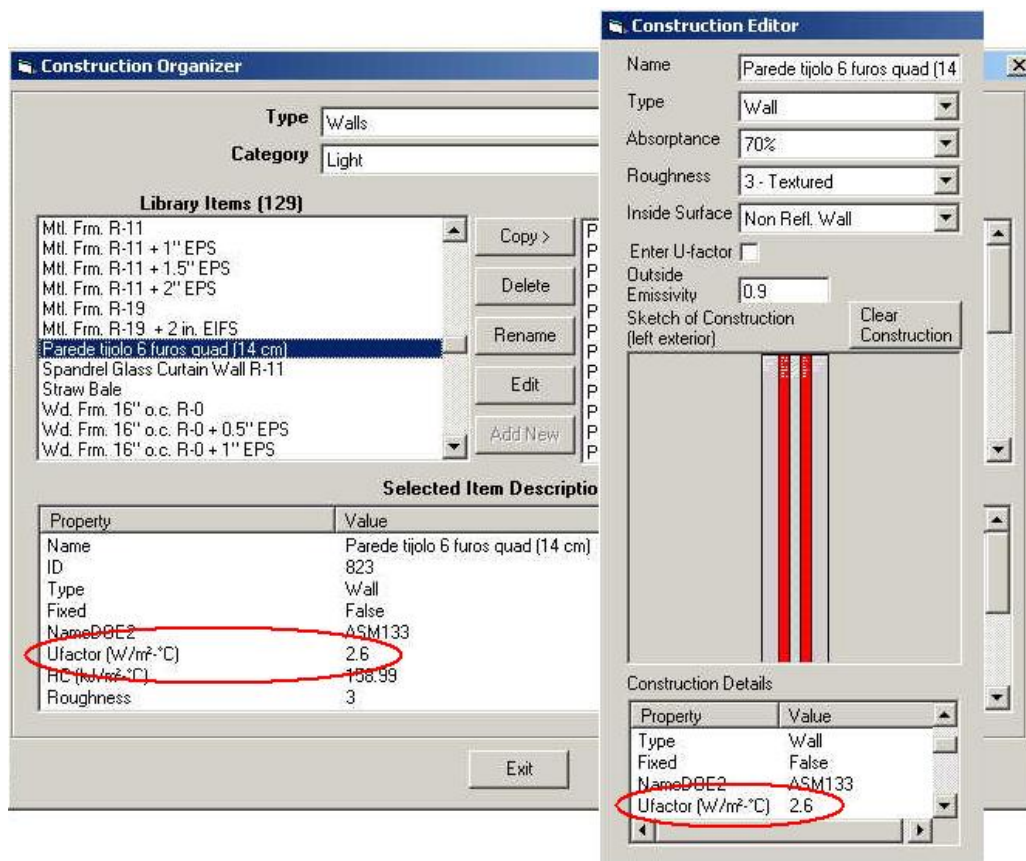 Construction Organizer
Type Walls
Category Light
Library Items (129)
Mtl. Frm. R-11
Mtl. Frm. R-11 + 1" EPS
Mtl. Frm. R-11 + 1.5" EPS
Mtl. Frm. R-11 + 2" EPS
Mtl. Frm. R-19
Mtl. Frm. R-19 + 2 in. EIFS
Parede tijolo 6 furos quad (14 cm)
Spandrel Glass Curtain Wall R-11
Straw Bale
Wd. Frm. 16" o.c. R-0
Wd. Frm. 16" o.c. R-0 + 0.5" EPS
Wd. Frm. 16" o.c. R-0 + 1" EPS
Copy >
Delete
Rename
Edit
Add New
P
P
P
P
P
P
P
P
P
P
P
P
Selected Item Descriptio
Property Value
Name Parede tijolo 6 furos quad (14 cm)
ID 823
Type Wall
Fixed False
NameDOE2 ASM133
Ufactor (W/m²-°C) 2.6
HC (kJ/m²-°C) 158.99
Roughness 3
Exit
Construction Editor
Name Parede tijolo 6 furos quad (14
Type Wall
Absorptance 70%
Roughness 3 - Textured
Inside Surface Non Refl. Wall
Enter U-factor
Outside
Emissivity 0.9
Sketch of Construction
(left exterior)
Clear
Construction
Construction Details
Property Value
Type Wall
Fixed False
NameDOE2 ASM133
Ufactor (W/m²-°C) 2.6